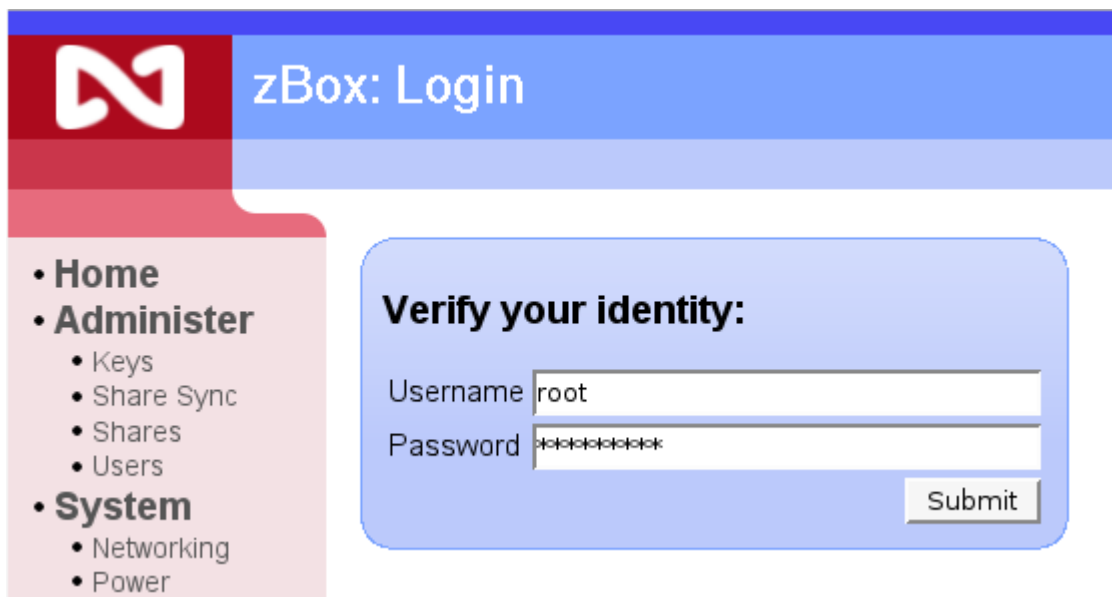 zBox: Login
Home
Administer
Keys
Share Sync
Shares
Users
System
Networking
Power
Verify your identity:
Username root
Password **********
Submit